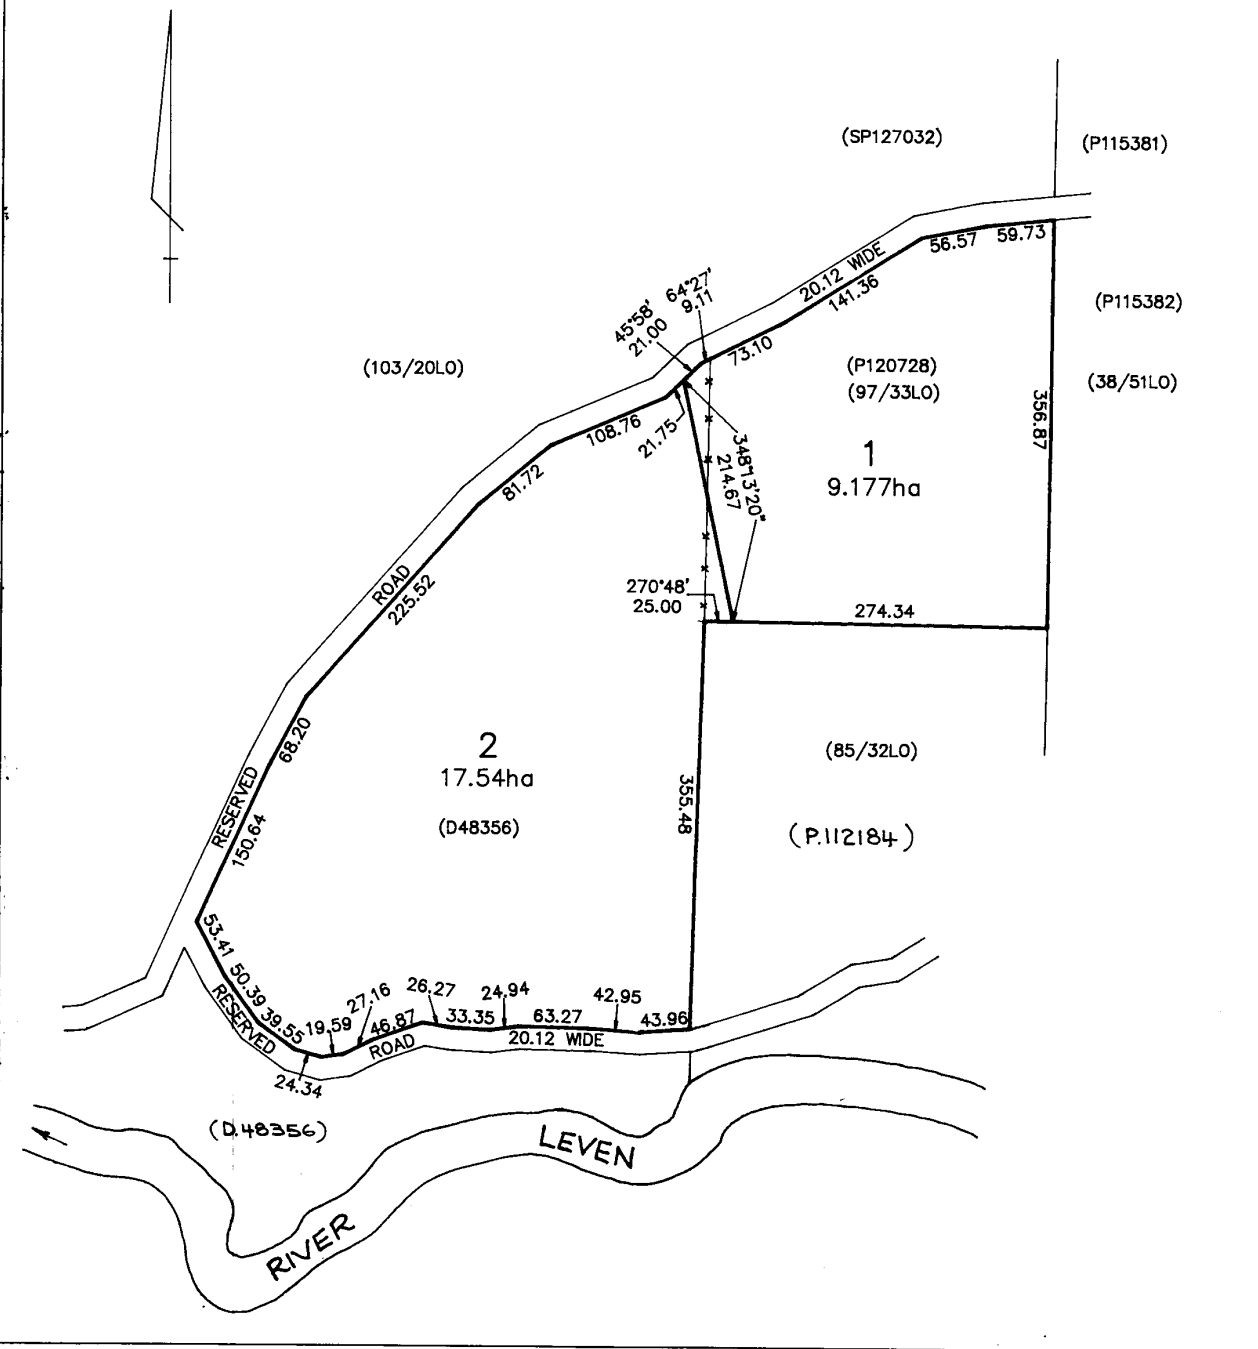 (SP127032)
(P115381)
59.73
56.57
20.12 WIDE
141.36
64°27'
9.11
45°58'
21.00
(P115382)
73.10
(103/20LO)
(P120728)
(97/33LO)
(38/51LO)
356.87
108.76
21.75
348°13'20"
214.67
1
9.177ha
81.72
ROAD
225.52
270°48'
25.00
274.34
68.20
2
17.54ha
(D48356)
(85/32LO)
(P.112184)
355.48
RESERVED
150.64
53.41
50.39
39.55
RESERVED
19.59
27.16
46.87
26.27
33.35
24.94
63.27
42.95
43.96
20.12 WIDE
ROAD
24.34
(D.48356)
LEVEN
RIVER